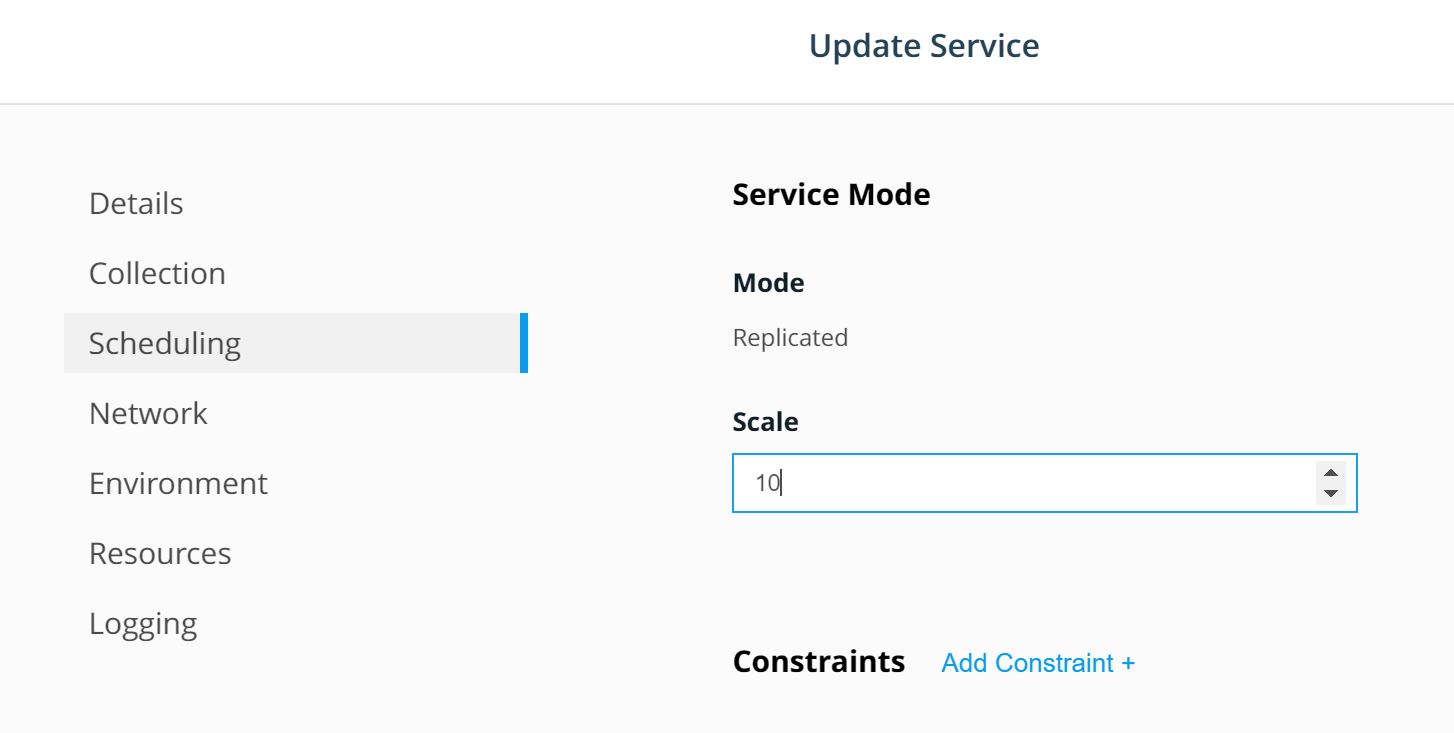 Update Service
Details
Collection
Scheduling
Network
Environment
Resources
Logging
Service Mode
Mode
Replicated
Scale
10
Constraints Add Constraint +